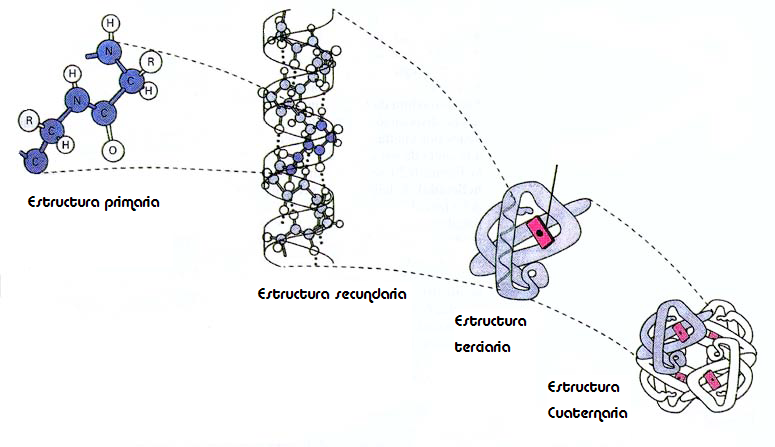 H
N
R
C
H
H
N
C
R
C
H
O
C
Estructura primaria
Estructura secundaria
Estructura
terciaria
Estructura
Cuaternaria